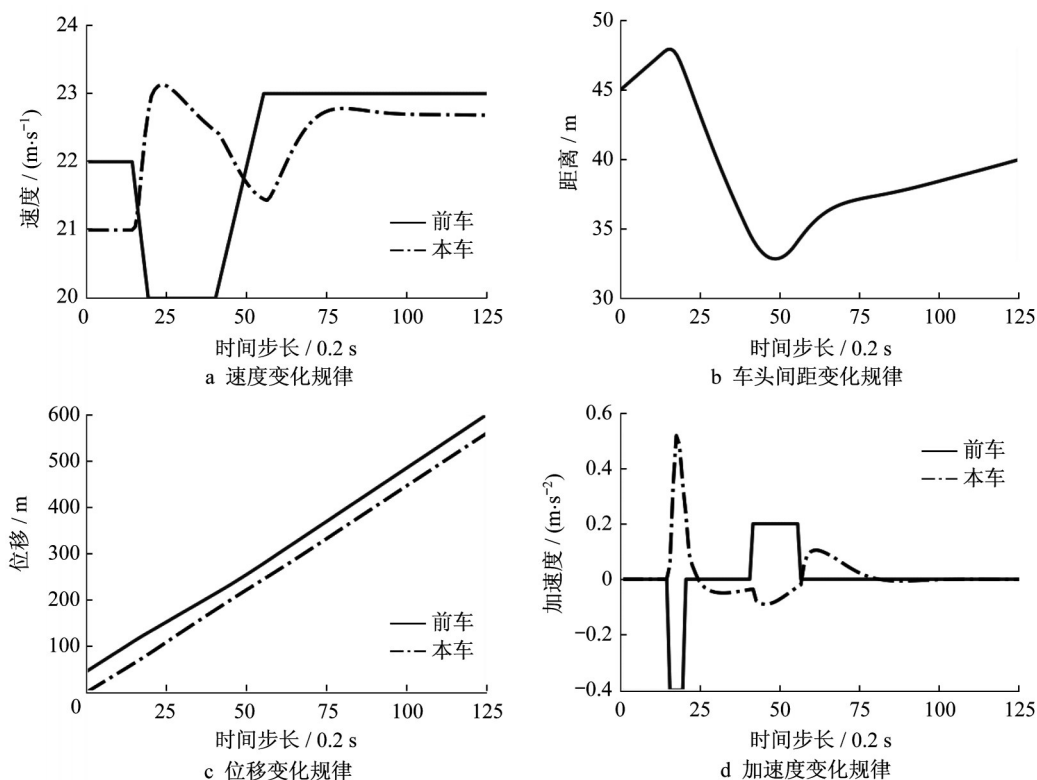 24
23
22
21
20
速度 / (m·s⁻¹)
前车
本车
0 25 50 75 100 125
时间步长 / 0.2 s
a 速度变化规律
50
45
40
35
30
距离 / m
0 25 50 75 100 125
时间步长 / 0.2 s
b 车头间距变化规律
600
500
400
300
200
100
0
位移 / m
前车
本车
25 50 75 100 125
时间步长 / 0.2 s
c 位移变化规律
0.6
0.4
0.2
0
−0.2
−0.4
加速度 / (m·s⁻²)
前车
本车
0 25 50 75 100 125
时间步长 / 0.2 s
d 加速度变化规律